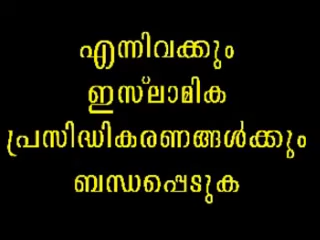 എന്നിവക്കും
ഇസ്‌ലാമിക
പ്രസിദ്ധികരണങ്ങൾക്കും
ബന്ധപ്പെടുക